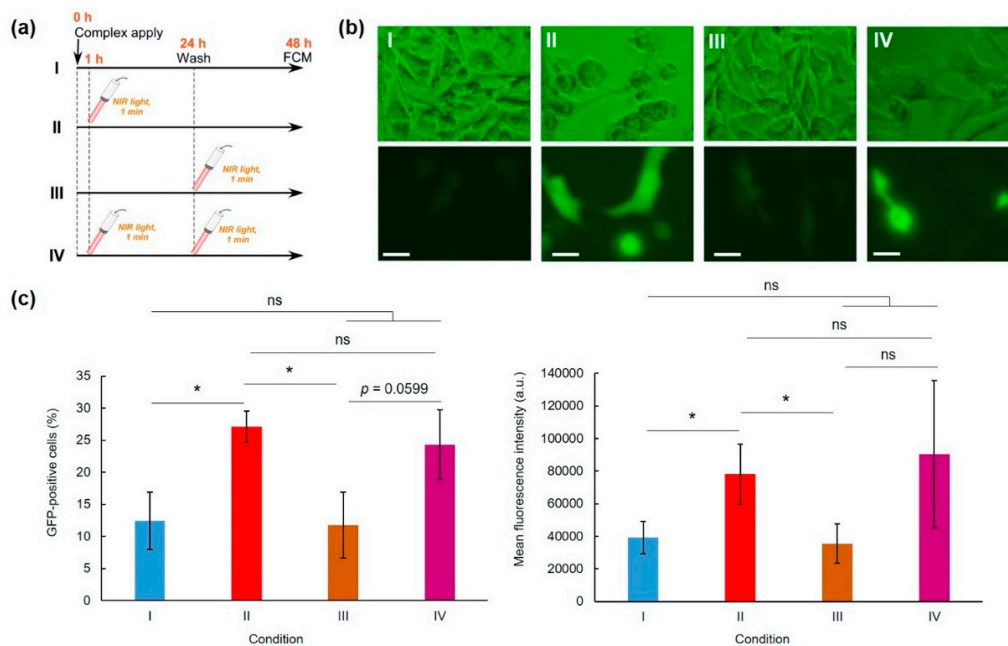 (a)
0 h
Complex apply
1 h
24 h
Wash
48 h
FCM
I
NIR light,
1 min
II
NIR light,
1 min
III
NIR light,
1 min
NIR light,
1 min
IV
(b)
I
II
III
IV
(c)
ns
ns
*
*
p = 0.0599
GFP-positive cells (%)
35
30
25
20
15
10
5
0
I
II
III
IV
Condition
ns
ns
ns
*
*
Mean fluorescence intensity (a.u.)
140000
120000
100000
80000
60000
40000
20000
0
I
II
III
IV
Condition